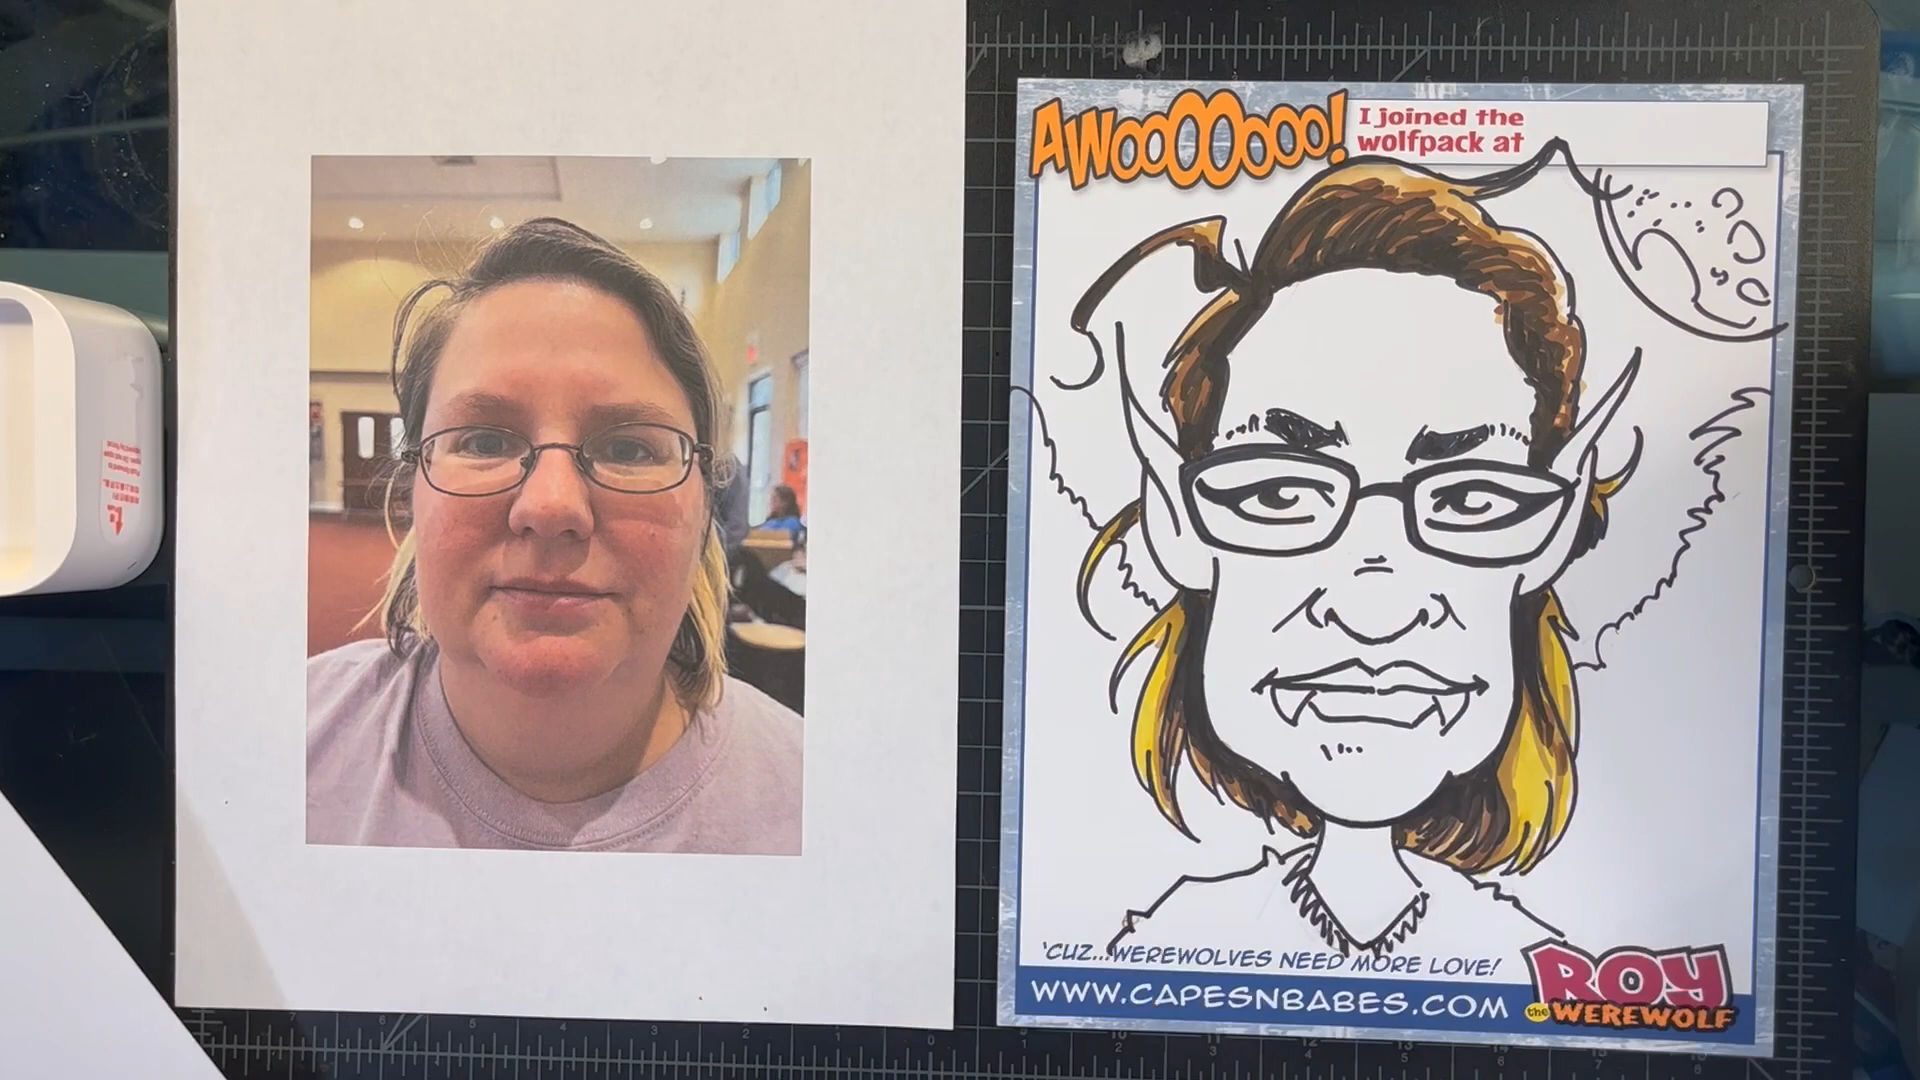 AWooOOooo!
I joined the
wolfpack at
'CUZ...WEREWOLVES NEED MORE LOVE!
WWW.CAPESNBABES.COM
ROY
the WEREWOLF